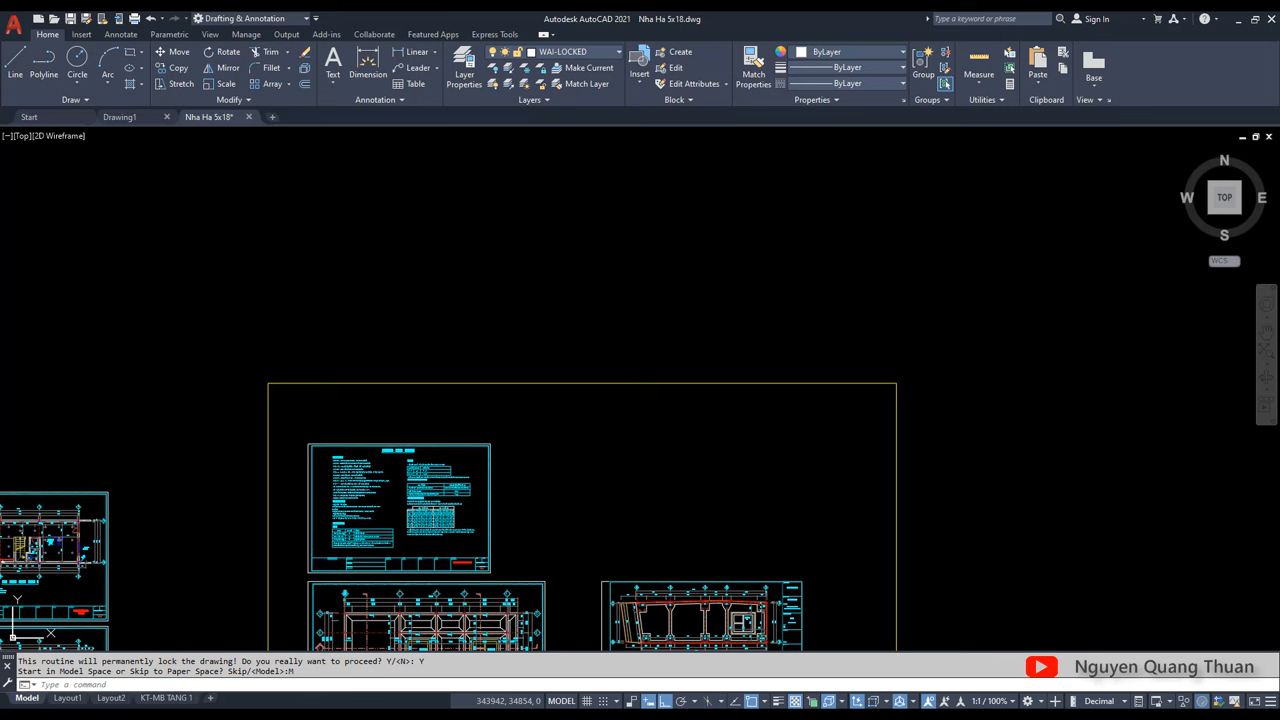 Drafting & Annotation
Autodesk AutoCAD 2021 Nha Ha 5x18.dwg
Type a keyword or phrase
Sign In
Home Insert Annotate Parametric View Manage Output Add-ins Collaborate Featured Apps Express Tools
Line Polyline Circle Arc
Move Rotate Trim
Copy Mirror Fillet
Stretch Scale Array
Text Dimension
Linear
Leader
Table
Layer Properties
WAI-LOCKED
Make Current
Match Layer
Insert
Create
Edit
Edit Attributes
Match Properties
ByLayer
ByLayer
ByLayer
Group Measure Paste Base
Draw Modify Annotation Layers Block Properties Groups Utilities Clipboard View
Start Drawing1 Nha Ha 5x18*
[−][Top][2D Wireframe]
N
W TOP E
S
WCS
Y
X
This routine will permanently lock the drawing! Do you really want to proceed? Y/<N>: Y
Start in Model Space or Skip to Paper Space? Skip/<Model>:M
Nguyen Quang Thuan
Type a command
Model Layout1 Layout2 KT-MB TANG 1
343942, 34854, 0 MODEL
1:1 / 100%
Decimal